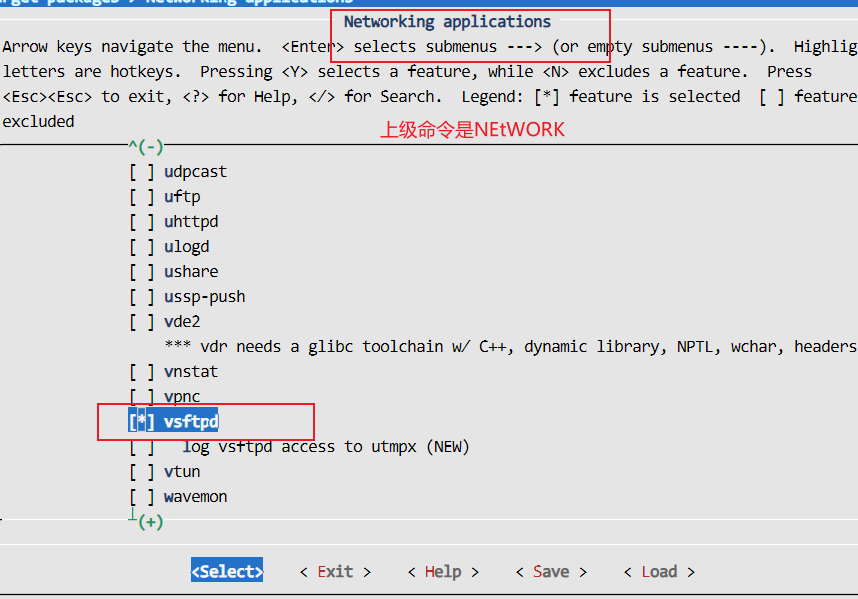 arget packages > Networking applications
Networking applications
Arrow keys navigate the menu.  <Enter> selects submenus ---> (or empty submenus ----).  Highlig
letters are hotkeys.  Pressing <Y> selects a feature, while <N> excludes a feature.  Press
<Esc><Esc> to exit, <?> for Help, </> for Search.  Legend: [*] feature is selected  [ ] feature
excluded
上级命令是NEtWORK
^(-)
[ ] udpcast
[ ] uftp
[ ] uhttpd
[ ] ulogd
[ ] ushare
[ ] ussp-push
[ ] vde2
*** vdr needs a glibc toolchain w/ C++, dynamic library, NPTL, wchar, headers
[ ] vnstat
[ ] vpnc
[*] vsftpd
[ ]   log vsftpd access to utmpx (NEW)
[ ] vtun
[ ] wavemon
┴(+)
<Select>    < Exit >    < Help >    < Save >    < Load >